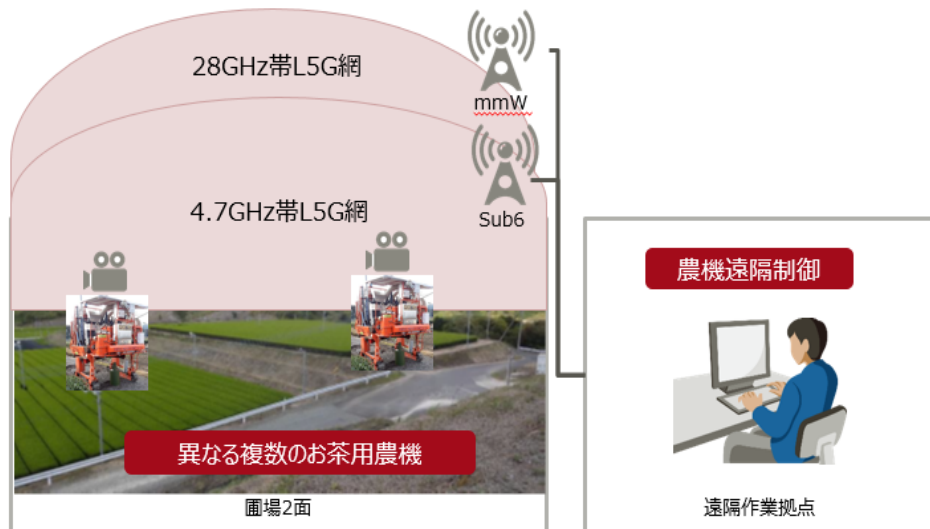 28GHz帯L5G網
mmW
4.7GHz帯L5G網
Sub6
農機遠隔制御
異なる複数のお茶用農機
圃場2面
遠隔作業拠点